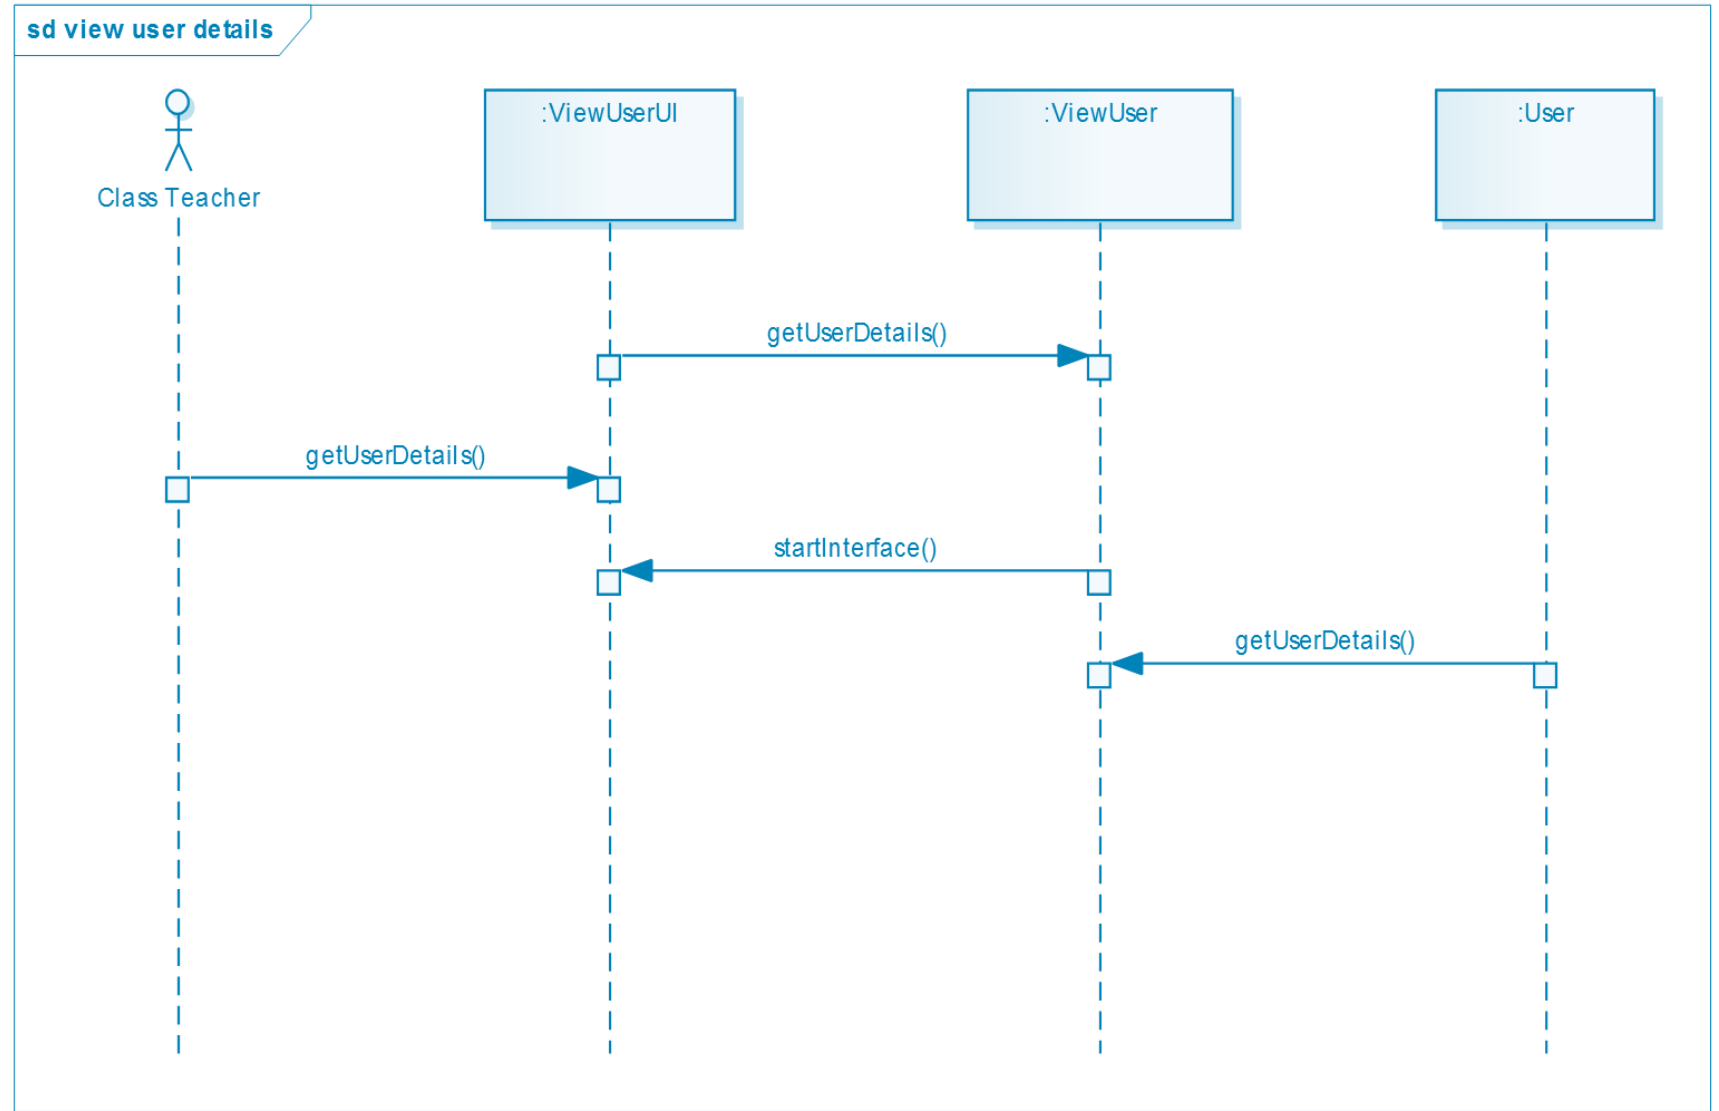 sd view user details
:ViewUserUI
:ViewUser
:User
Class Teacher
getUserDetails()
getUserDetails()
startInterface()
getUserDetails()